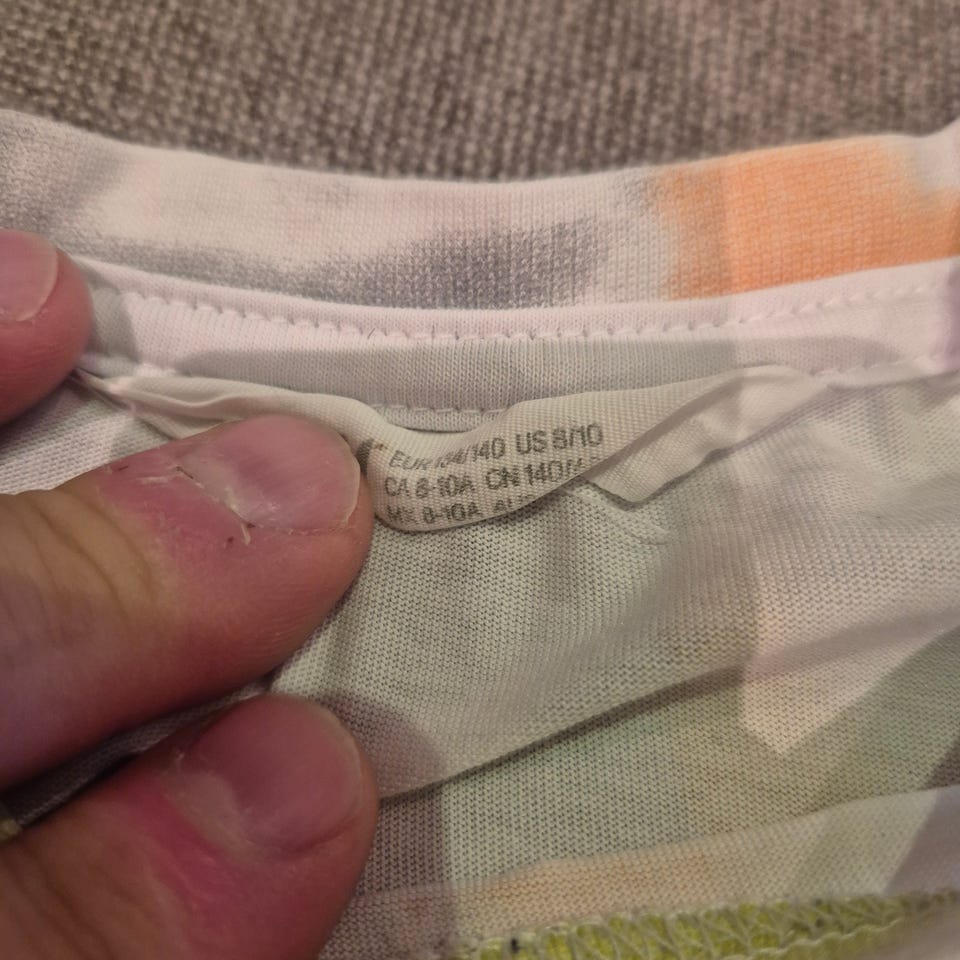 EUR 134/140 US 8/10
CA 8-10A CN 140/
MX 8-10A